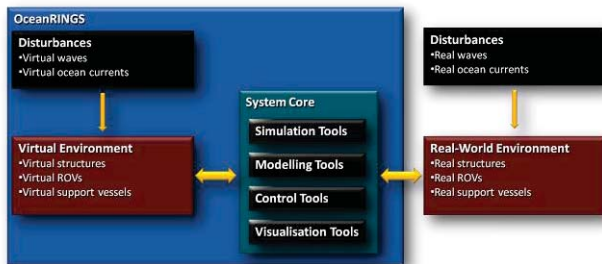 OceanRINGS
Disturbances
•Virtual waves
•Virtual ocean currents
Virtual Environment
•Virtual structures
•Virtual ROVs
•Virtual support vessels
System Core
Simulation Tools
Modelling Tools
Control Tools
Visualisation Tools
Disturbances
•Real waves
•Real ocean currents
Real-World Environment
•Real structures
•Real ROVs
•Real support vessels